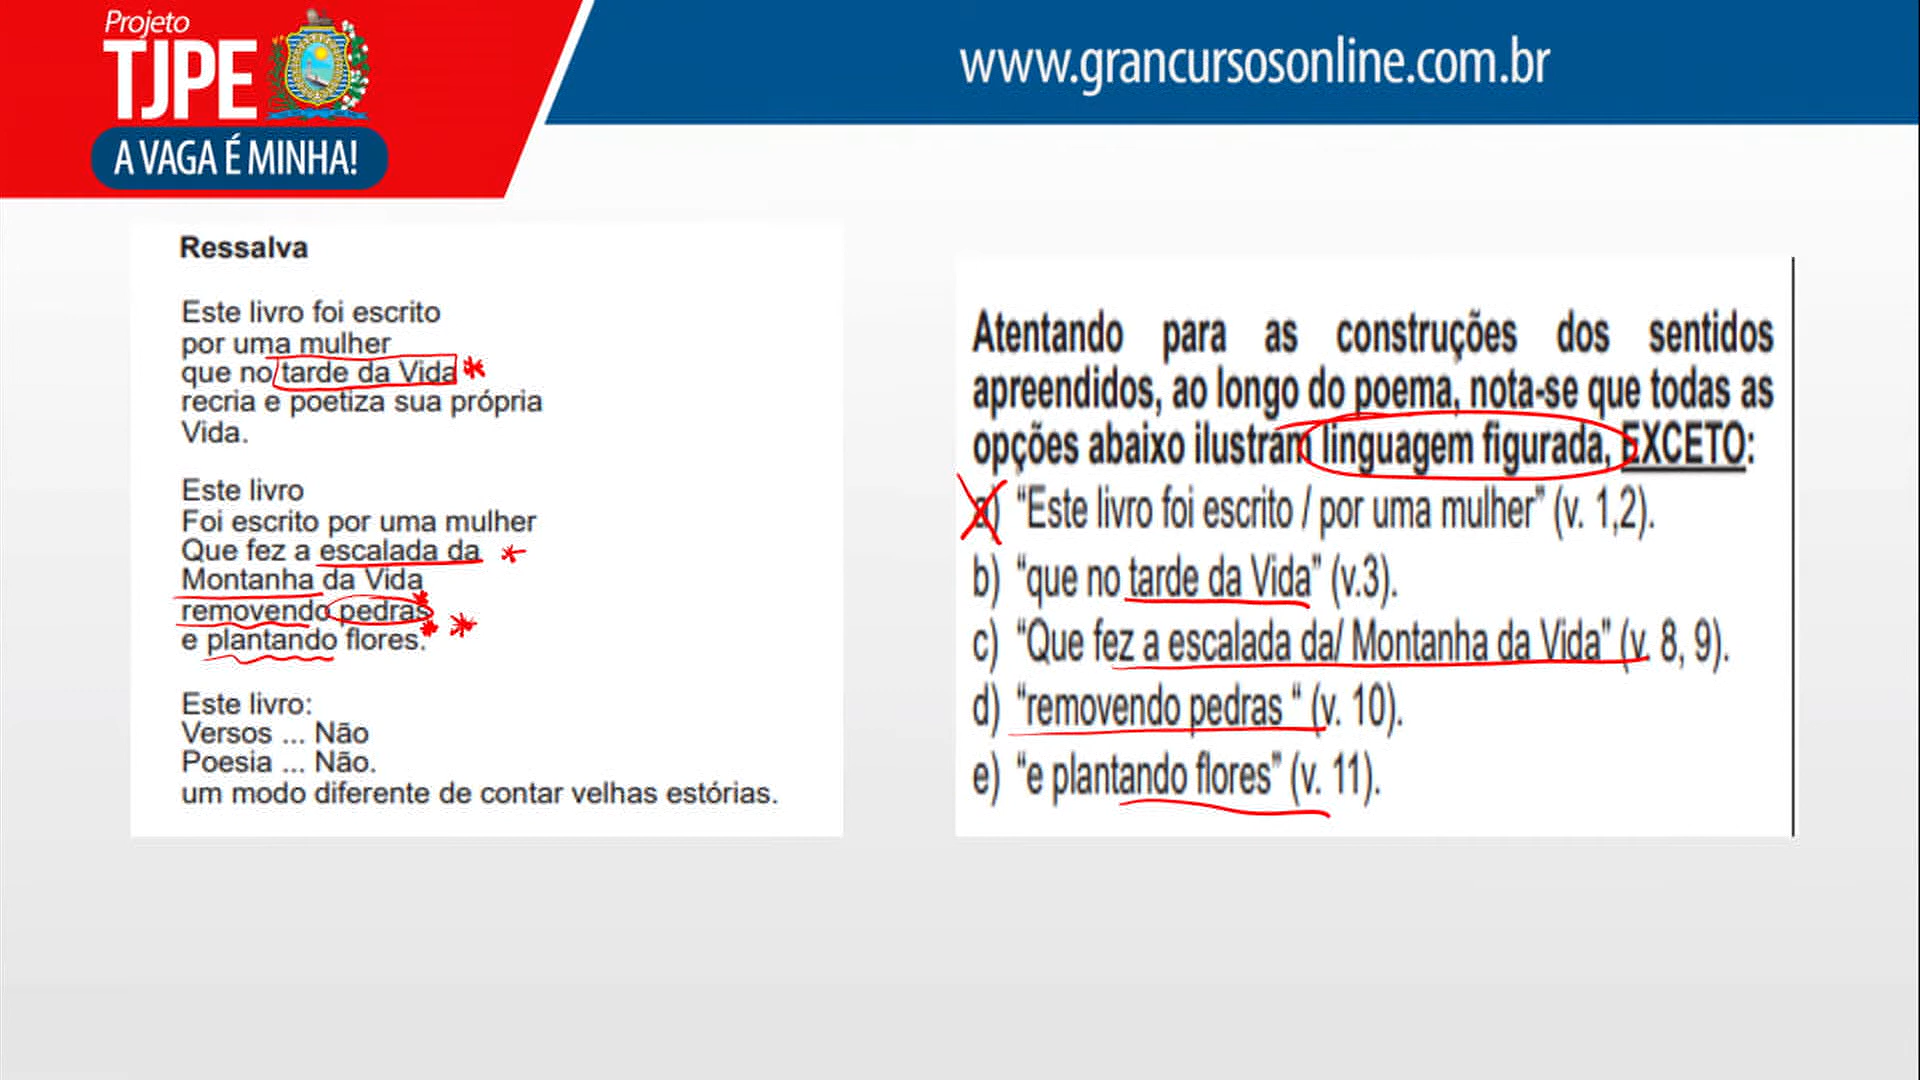 Projeto
TJPE
A VAGA É MINHA!
www.grancursosonline.com.br
Ressalva
Este livro foi escrito
por uma mulher
que no tarde da Vida
recria e poetiza sua própria
Vida.
Este livro
Foi escrito por uma mulher
Que fez a escalada da
Montanha da Vida
removendo pedras
e plantando flores.
Este livro:
Versos ... Não
Poesia ... Não.
um modo diferente de contar velhas estórias.
Atentando para as construções dos sentidos
apreendidos, ao longo do poema, nota-se que todas as
opções abaixo ilustram linguagem figurada, EXCETO:
a) “Este livro foi escrito / por uma mulher” (v. 1,2).
b) “que no tarde da Vida” (v.3).
c) “Que fez a escalada da/ Montanha da Vida” (v. 8, 9).
d) “removendo pedras “ (v. 10).
e) “e plantando flores” (v. 11).